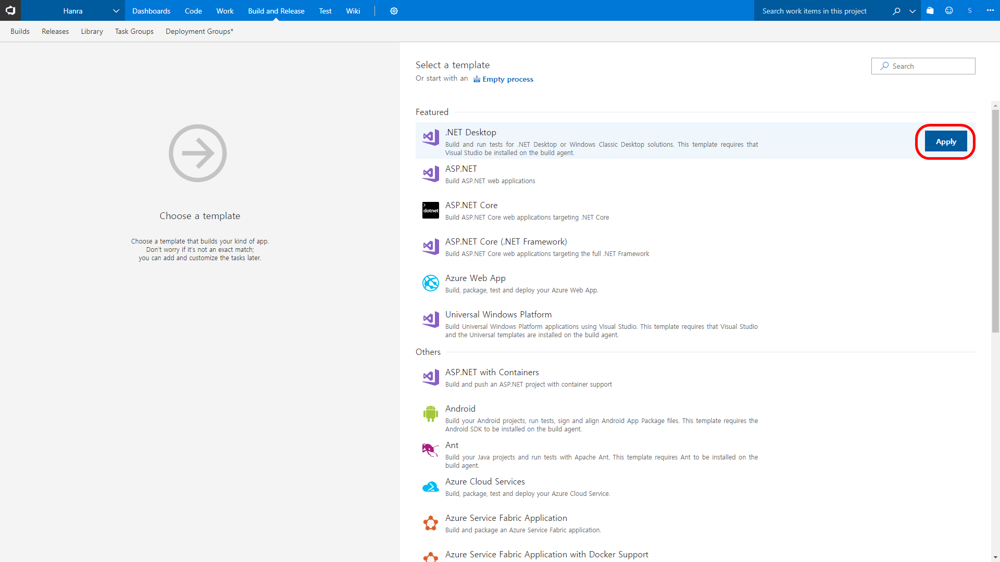 Hanra
Dashboards
Code
Work
Build and Release
Test
Wiki
Search work items in this project
S
Builds
Releases
Library
Task Groups
Deployment Groups*
Choose a template
Choose a template that builds your kind of app.
Don't worry if it's not an exact match;
you can add and customize the tasks later.
Select a template
Or start with an Empty process
Search
Featured
.NET Desktop
Build and run tests for .NET Desktop or Windows Classic Desktop solutions. This template requires that
Visual Studio be installed on the build agent.
Apply
ASP.NET
Build ASP.NET web applications
dotnet
ASP.NET Core
Build ASP.NET Core web applications targeting .NET Core
ASP.NET Core (.NET Framework)
Build ASP.NET Core web applications targeting the full .NET Framework
Azure Web App
Build, package, test and deploy your Azure Web App.
Universal Windows Platform
Build Universal Windows Platform applications using Visual Studio. This template requires that Visual Studio
and the Universal templates are installed on the build agent.
Others
ASP.NET with Containers
Build and push an ASP.NET project with container support
Android
Build your Android projects, run tests, sign and align Android App Package files. This template requires the
Android SDK to be installed on the build agent.
Ant
Build your Java projects and run tests with Apache Ant. This template requires Ant to be installed on the
build agent.
Azure Cloud Services
Build, package, test and deploy your Azure Cloud Service.
Azure Service Fabric Application
Build and package an Azure Service Fabric application.
Azure Service Fabric Application with Docker Support